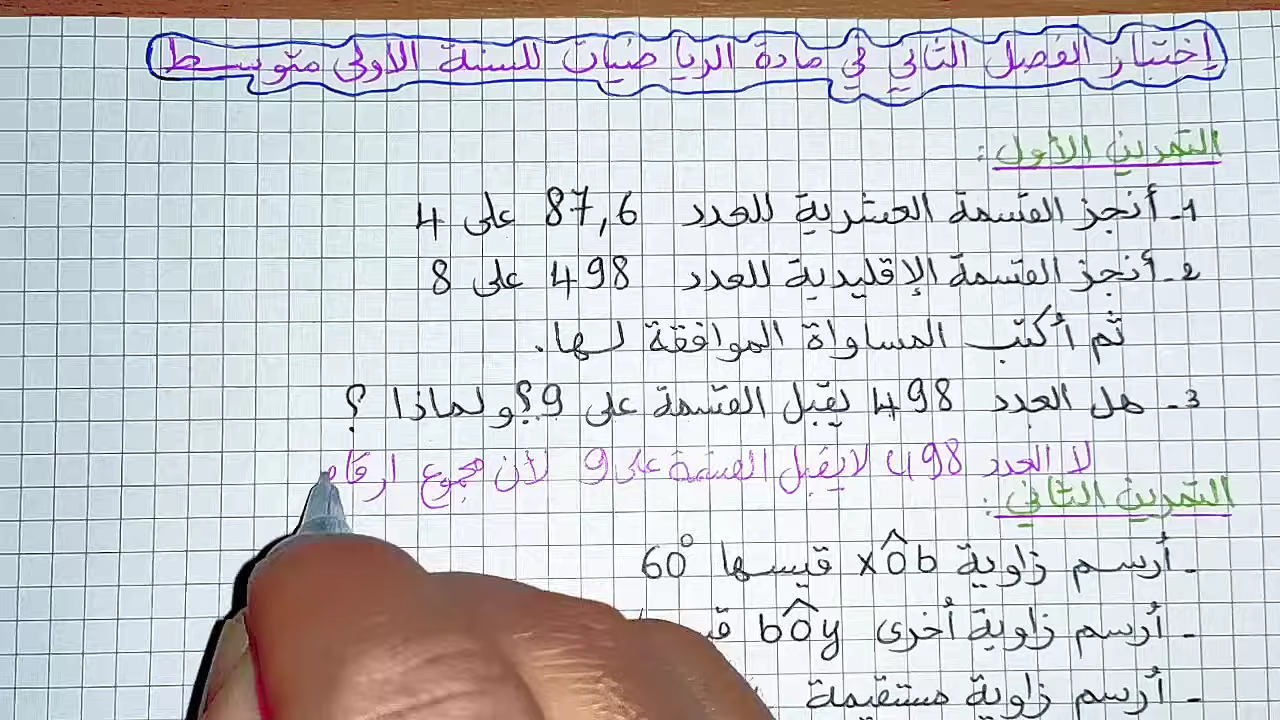 إختبار الفصل الثاني في مادة الرياضيات للسنة الأولى متوسط
التمرين الأول :
1- أنجز القسمة العشرية للعدد 87,6 على 4
2- أنجز القسمة الإقليدية للعدد 498 على 8
ثم أكتب المساواة الموافقة لها.
3- هل العدد 498 يقبل القسمة على 9؟ ولماذا ؟
لا العدد 498 لا يقبل القسمة على 9 لأن مجموع ارقام
التمرين الثاني :
- أرسم زاوية xÔb قيسها 60°
- أرسم زاوية أخرى bÔy
- أرسم زاوية مستقيمة